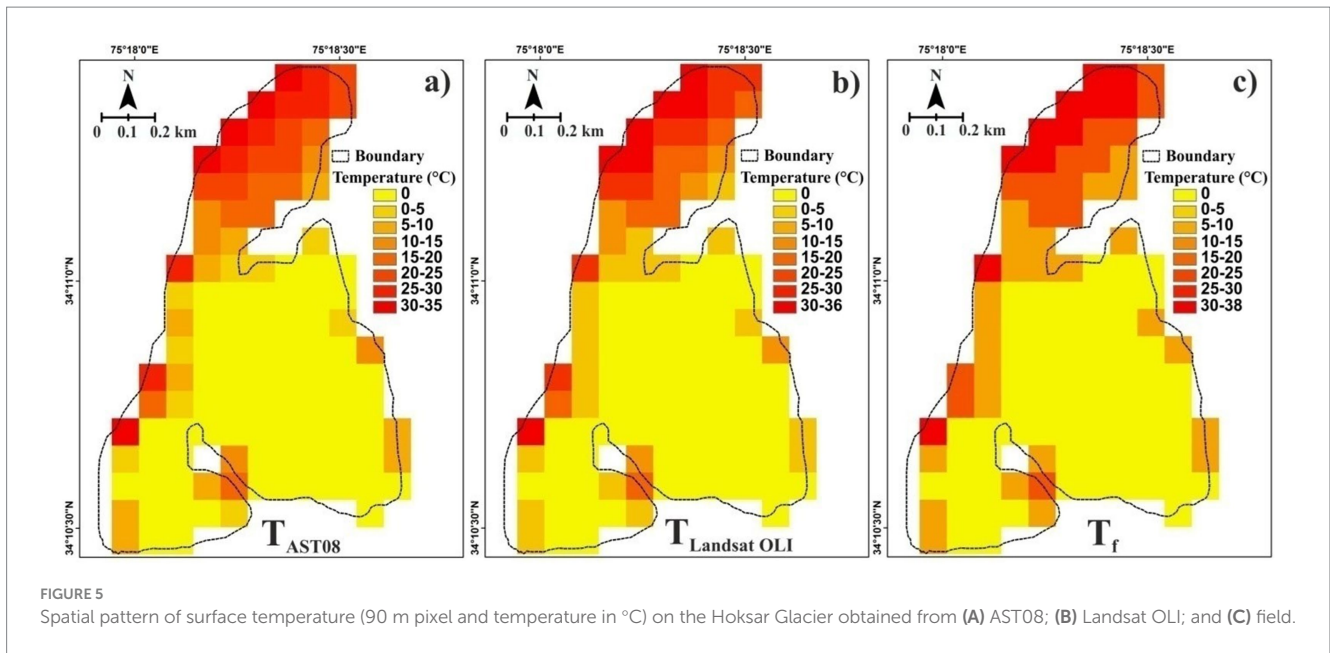 75°18'0"E 75°18'30"E
a)
N
0 0.1 0.2 km
Boundary
Temperature (°C)
0
0-5
5-10
10-15
15-20
20-25
25-30
30-35
34°11'0"N
34°10'30"N
T AST08
75°18'0"E 75°18'30"E
b)
N
0 0.1 0.2 km
Boundary
Temperature (°C)
0
0-5
5-10
10-15
15-20
20-25
25-30
30-36
34°11'0"N
34°10'30"N
T Landsat OLI
75°18'0"E 75°18'30"E
c)
N
0 0.1 0.2 km
Boundary
Temperature (°C)
0
0-5
5-10
10-15
15-20
20-25
25-30
30-38
34°11'0"N
34°10'30"N
T f
FIGURE 5
Spatial pattern of surface temperature (90 m pixel and temperature in °C) on the Hoksar Glacier obtained from (A) AST08; (B) Landsat OLI; and (C) field.